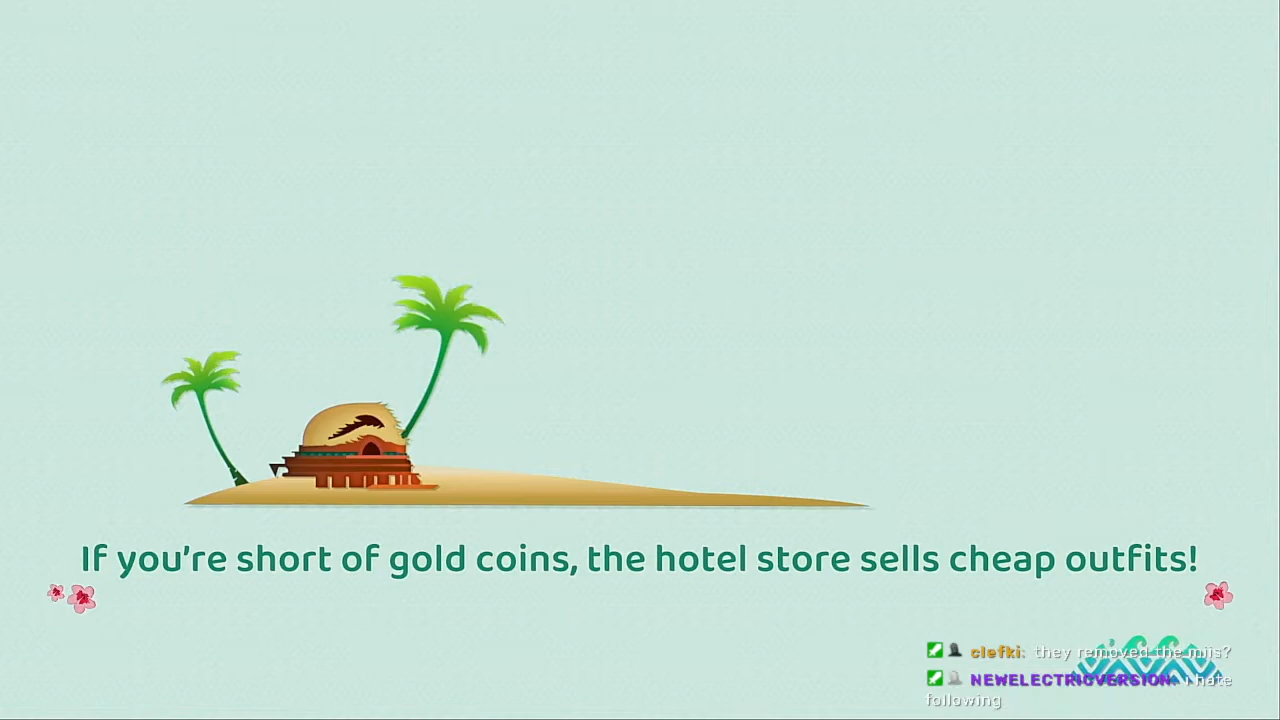 If you're short of gold coins, the hotel store sells cheap outfits!
clefki: they removed the miis?
NEWELECTRICVERSION: i hate
following